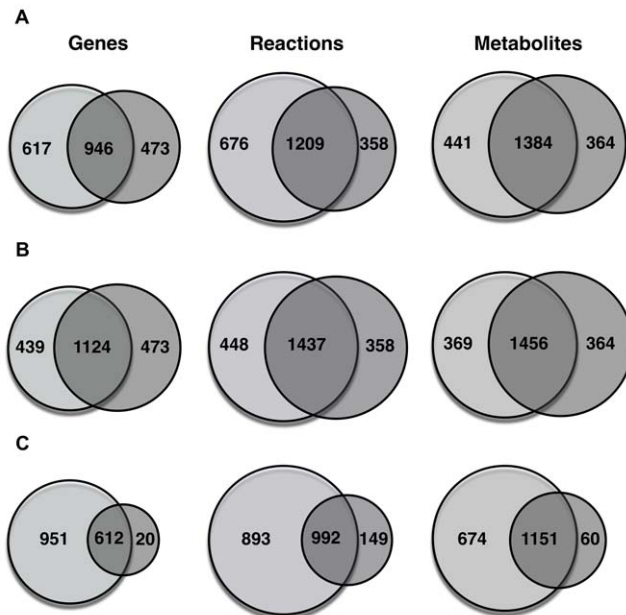 A
Genes Reactions Metabolites
617 946 473 676 1209 358 441 1384 364
B
439 1124 473 448 1437 358 369 1456 364
C
951 612 20 893 992 149 674 1151 60